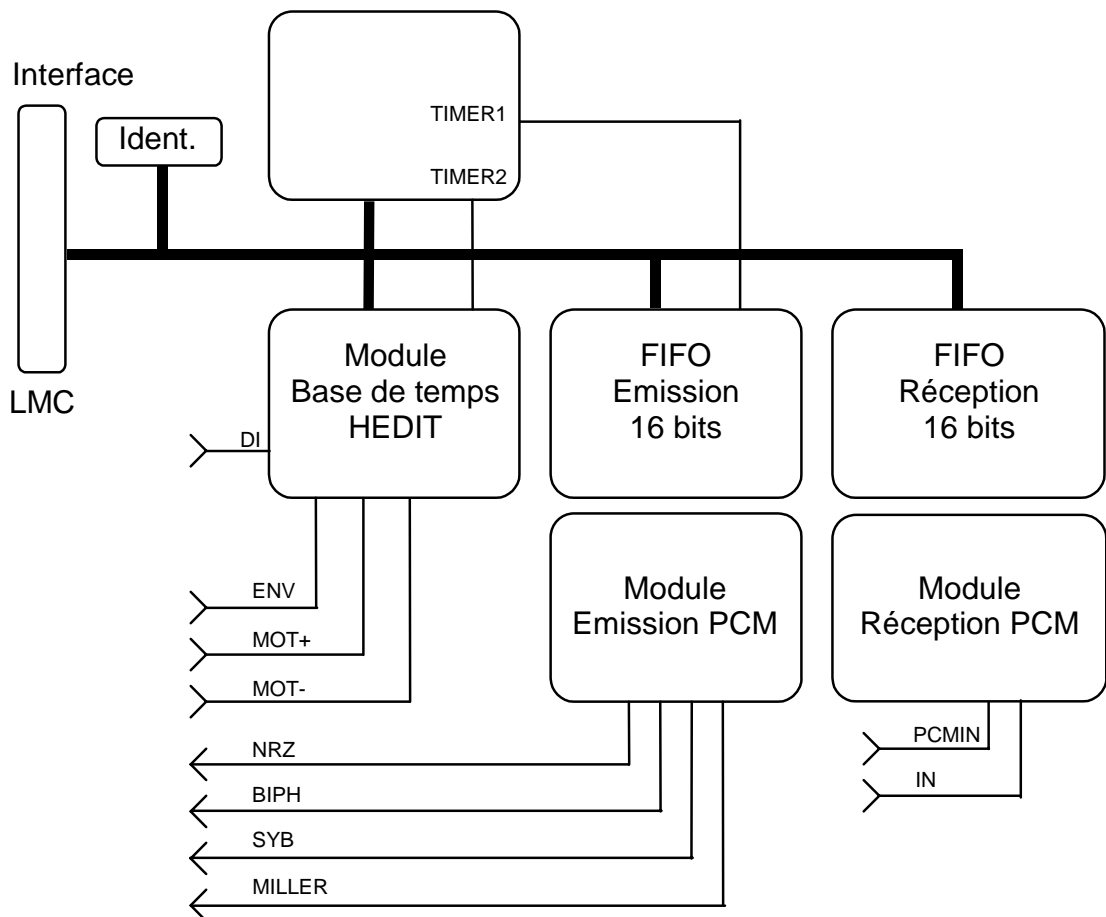 Interface
Ident.
TIMER1
TIMER2
LMC
Module
Base de temps
HEDIT
FIFO
Emission
16 bits
FIFO
Réception
16 bits
DI
ENV
MOT+
MOT-
Module
Emission PCM
Module
Réception PCM
NRZ
BIPH
SYB
MILLER
PCMIN
IN